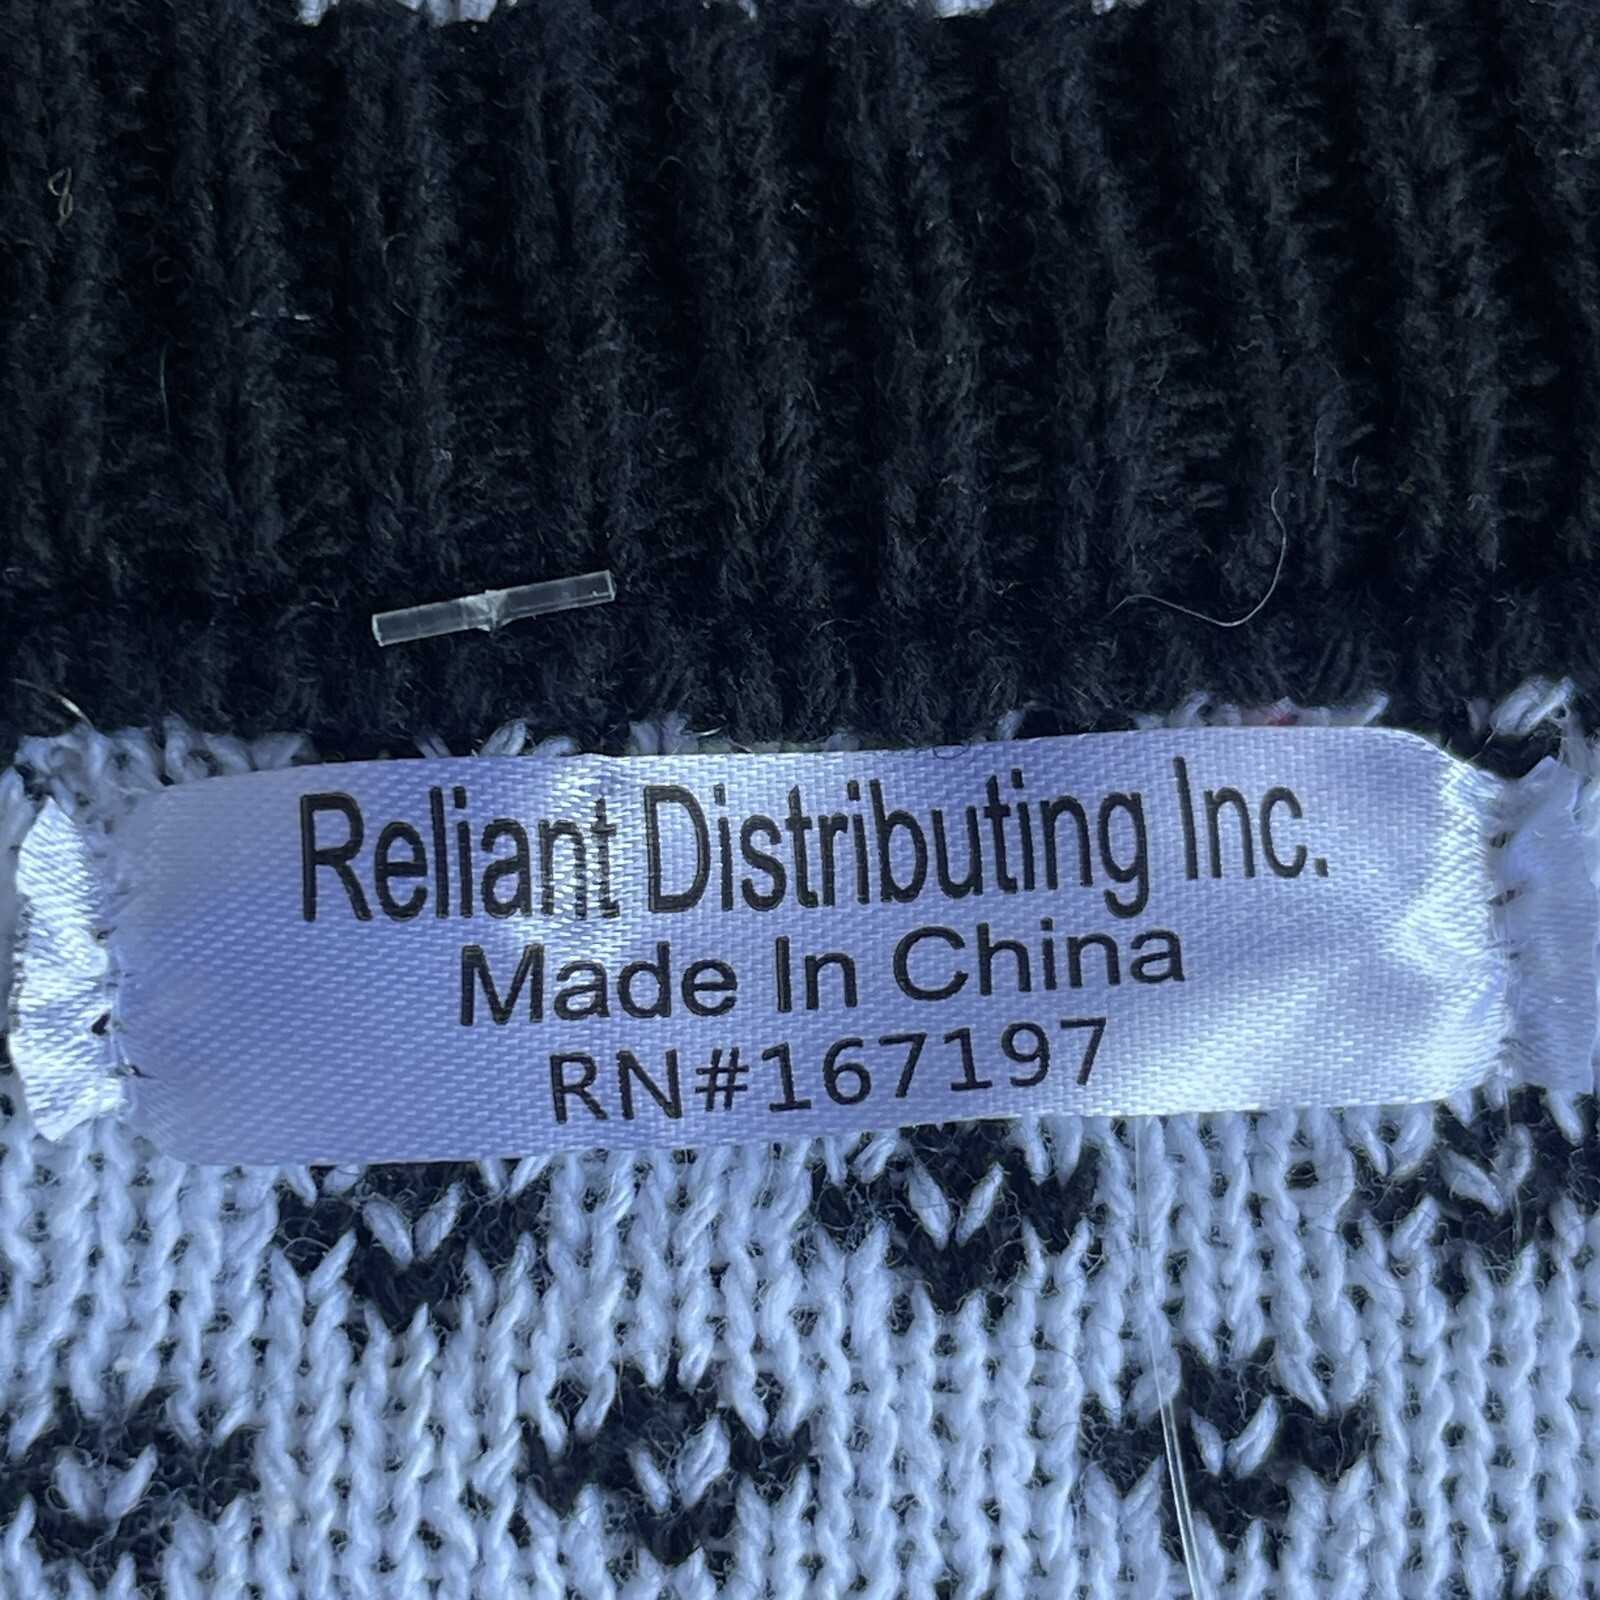 Reliant Distributing Inc.
Made In China
RN#167197